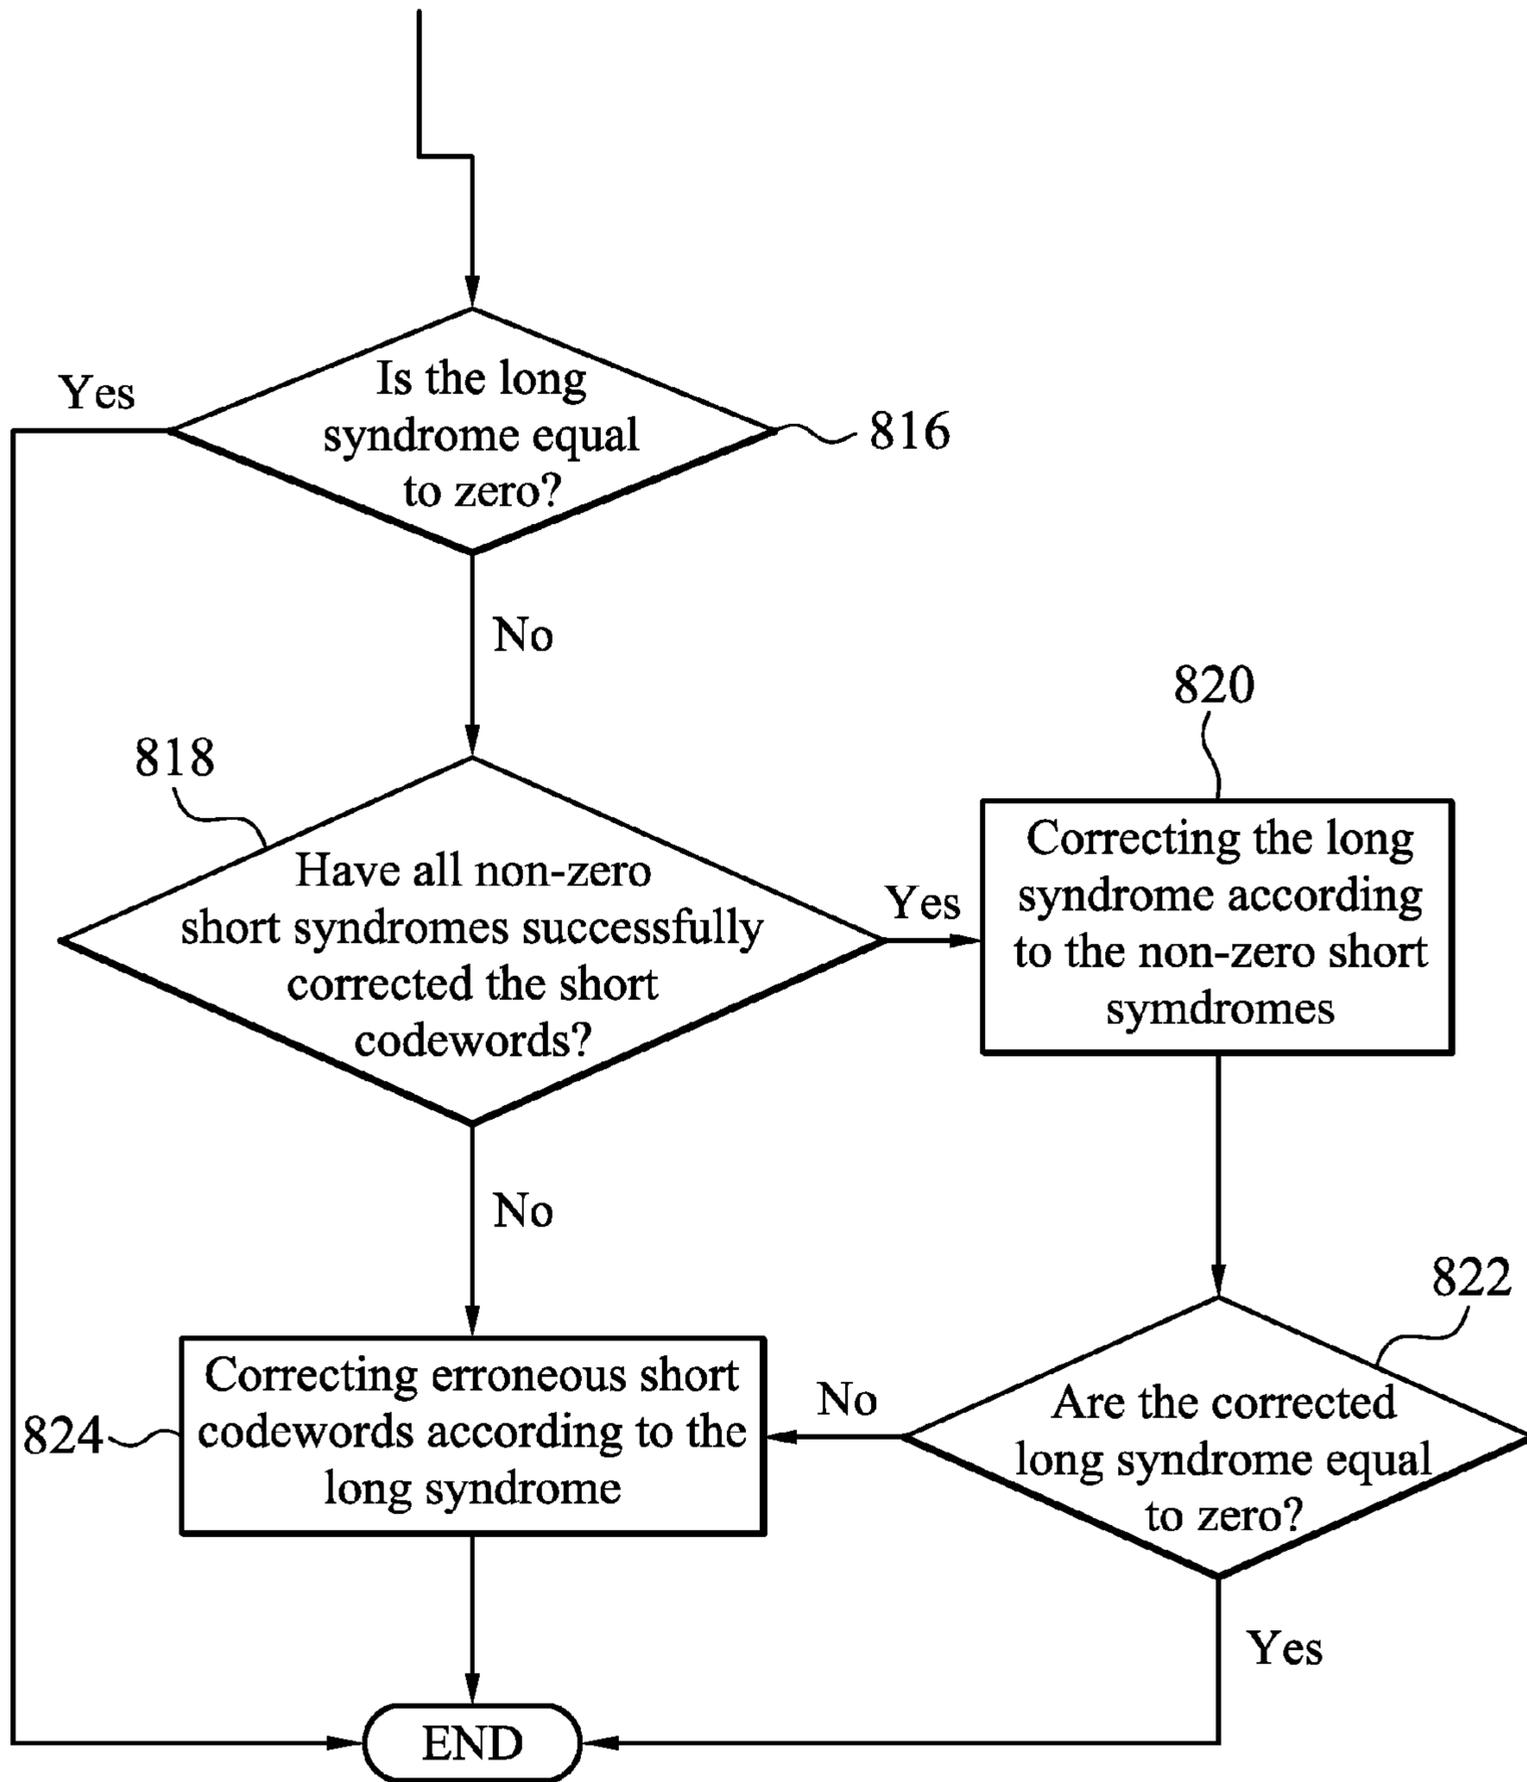 Yes
Is the long
syndrome equal
to zero?
816
No
818
Have all non-zero
short syndromes successfully
corrected the short
codewords?
Yes
820
Correcting the long
syndrome according
to the non-zero short
symdromes
No
822
Are the corrected
long syndrome equal
to zero?
No
824
Correcting erroneous short
codewords according to the
long syndrome
Yes
END